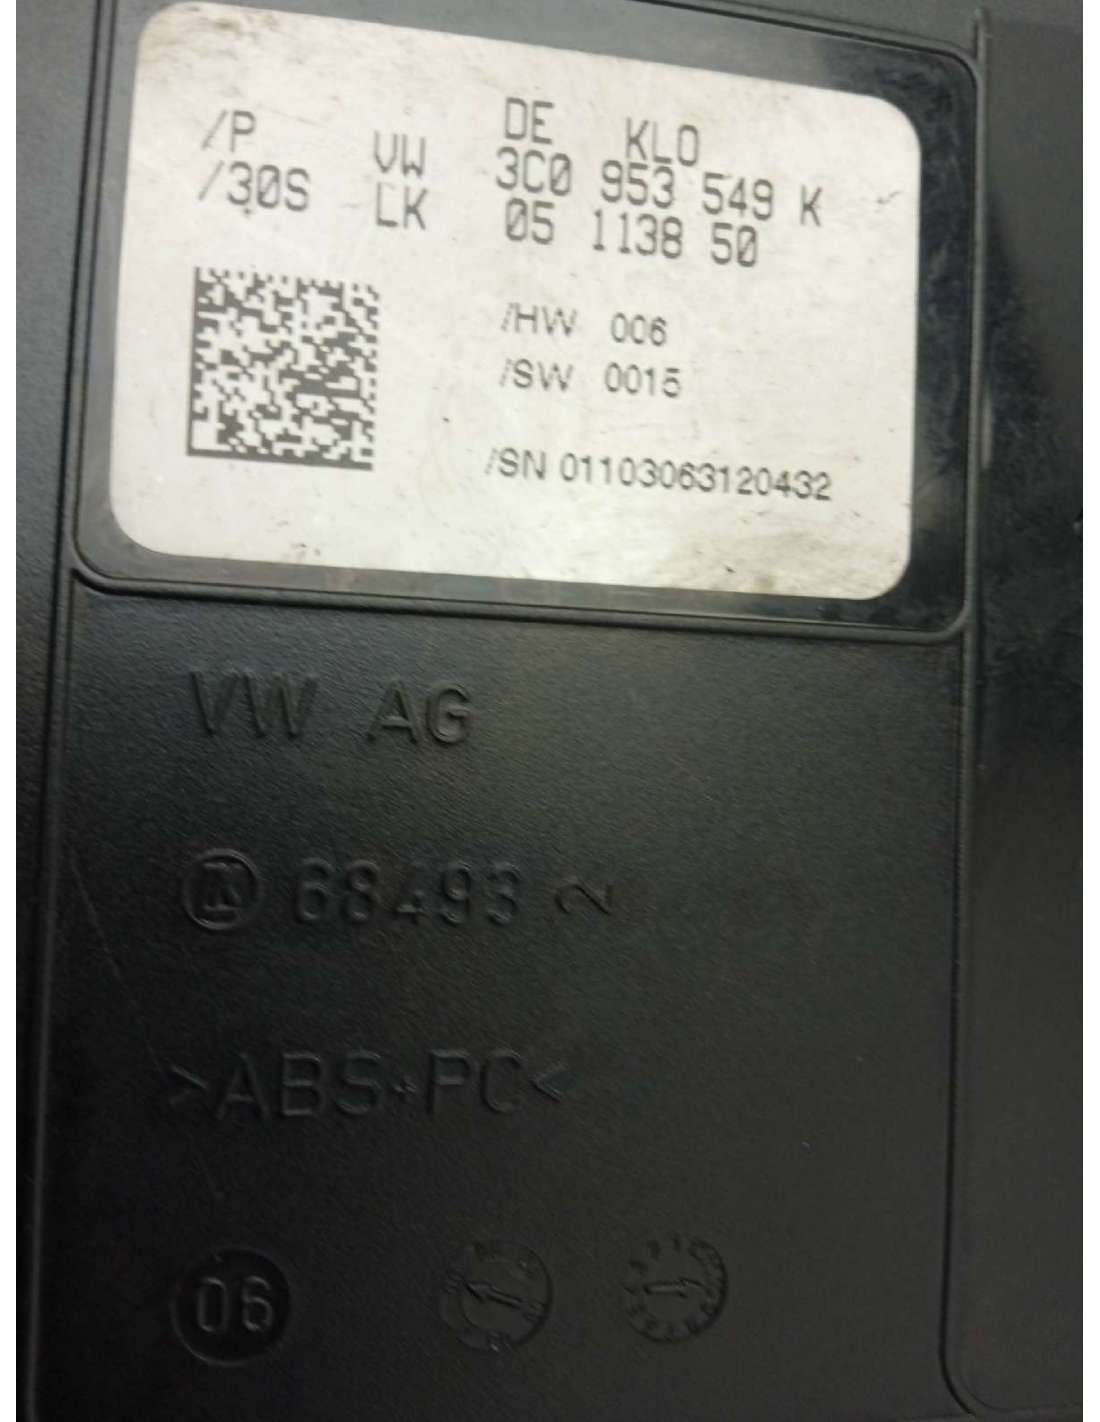 DE KLO
/P VW 3C0 953 549 K
/30S LK 05 1138 50
/HW 006
/SW 0015
/SN 01103063120432
VW AG
K 68493 2
>ABS+PC<
06